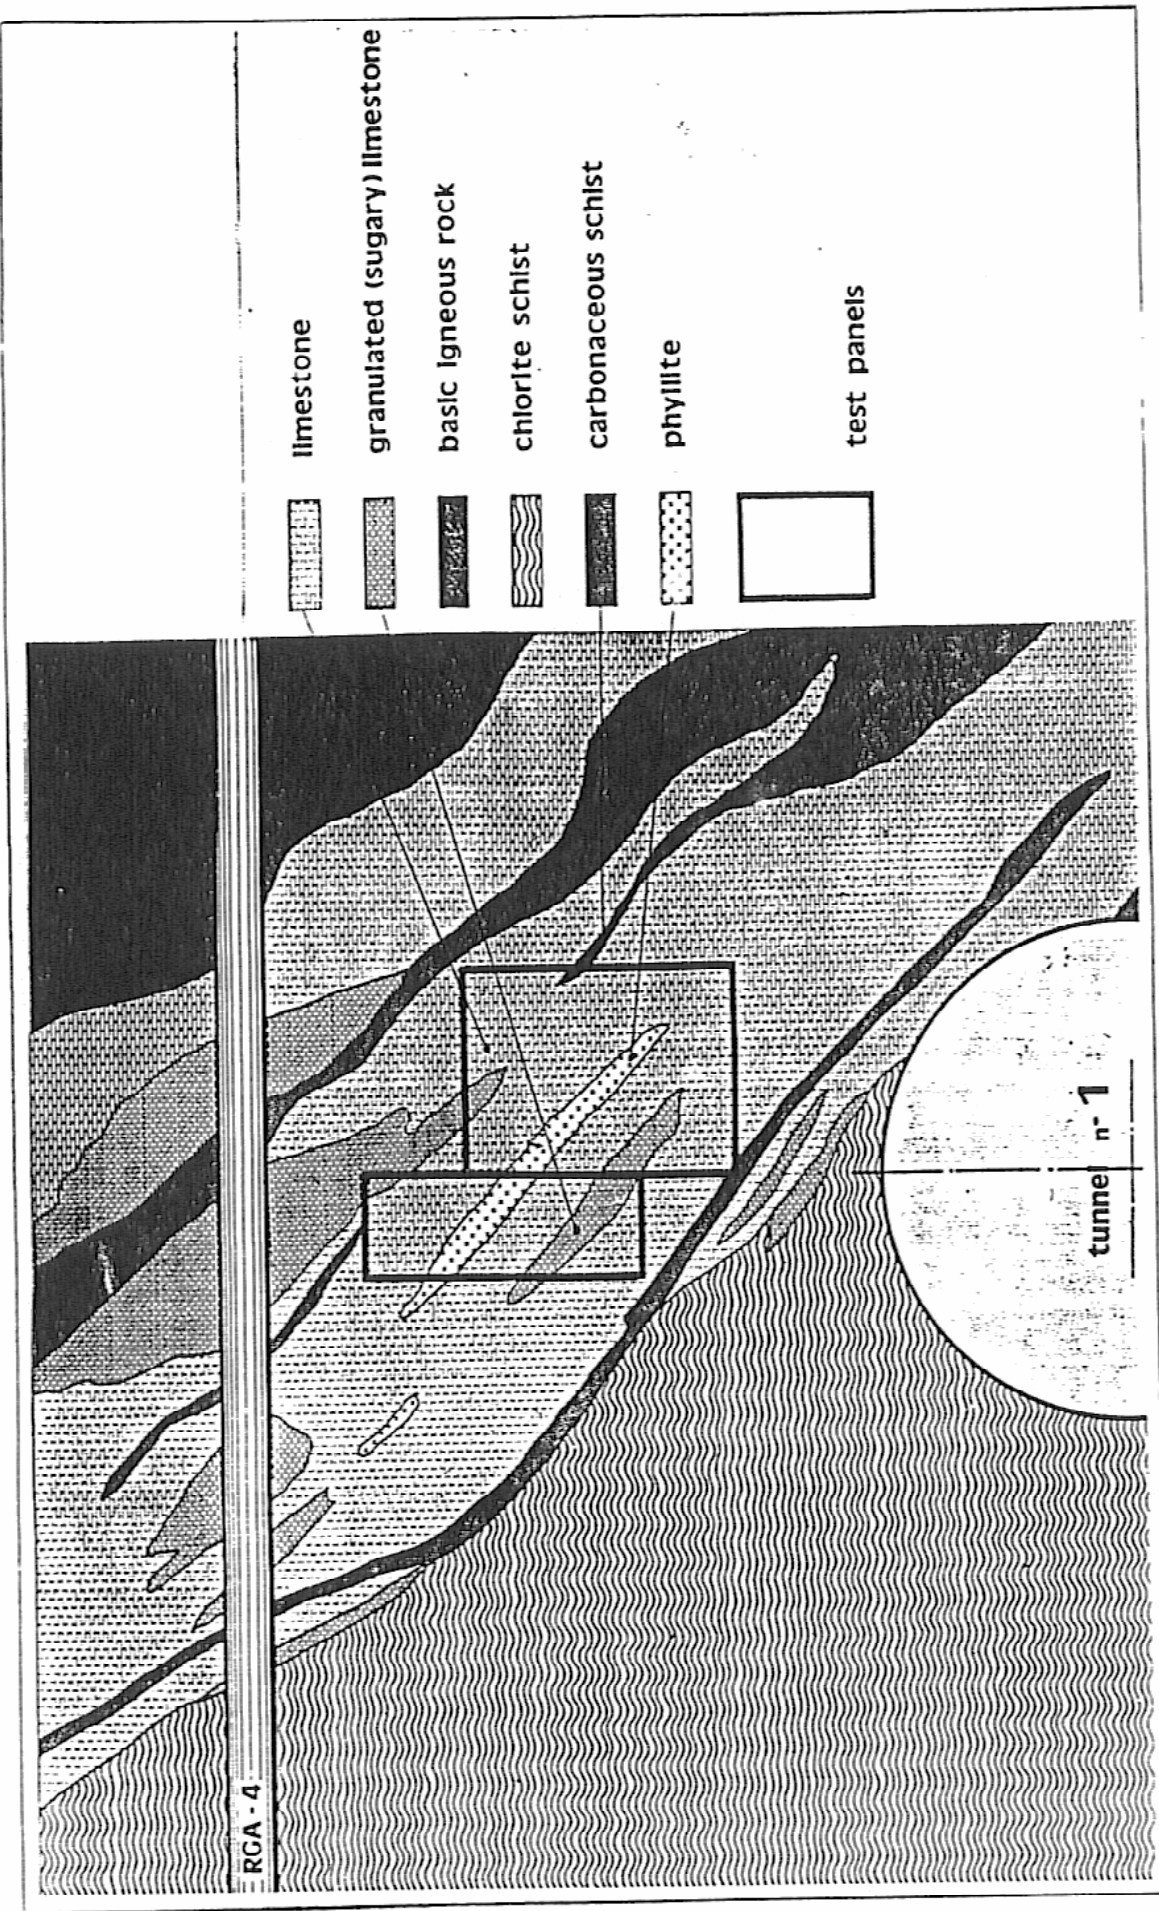 limestone
granulated (sugary) limestone
basic igneous rock
chlorite schist
carbonaceous schist
phyllite
test panels
RGA-4
tunnel n- 1